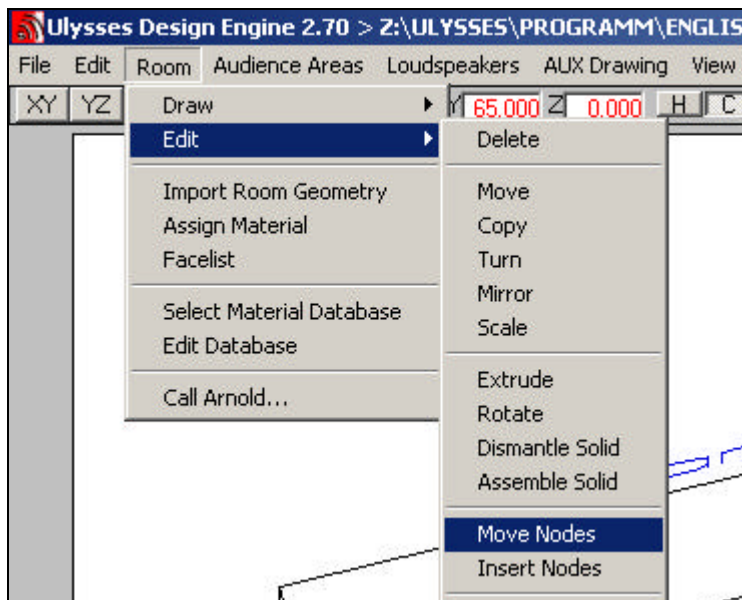 Ulysses Design Engine 2.70 > Z:\ULYSSES\PROGRAMM\ENGLIS
File Edit Room Audience Areas Loudspeakers AUX Drawing View
XY YZ Y 65.000 Z 0.000 H C
Draw
Edit
Import Room Geometry
Assign Material
Facelist
Select Material Database
Edit Database
Call Arnold...
Delete
Move
Copy
Turn
Mirror
Scale
Extrude
Rotate
Dismantle Solid
Assemble Solid
Move Nodes
Insert Nodes